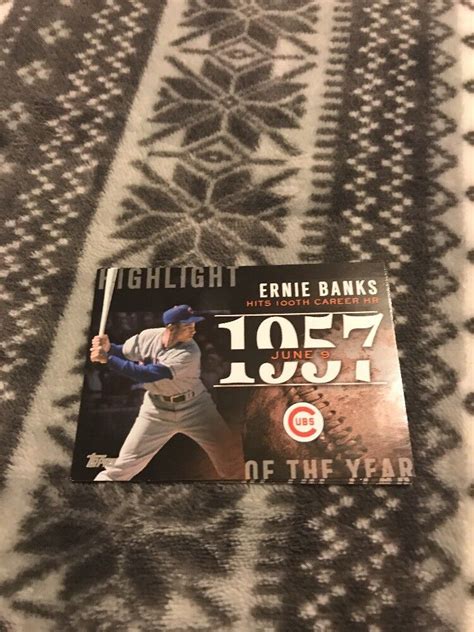 HIGHLIGHT
ERNIE BANKS
HITS 100TH CAREER HR
1957
JUNE 9
CUBS
Topps
OF THE YEAR